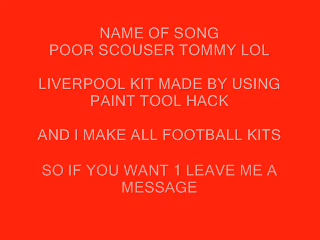 NAME OF SONG
POOR SCOUSER TOMMY LOL
LIVERPOOL KIT MADE BY USING
PAINT TOOL HACK
AND I MAKE ALL FOOTBALL KITS
SO IF YOU WANT 1 LEAVE ME A
MESSAGE